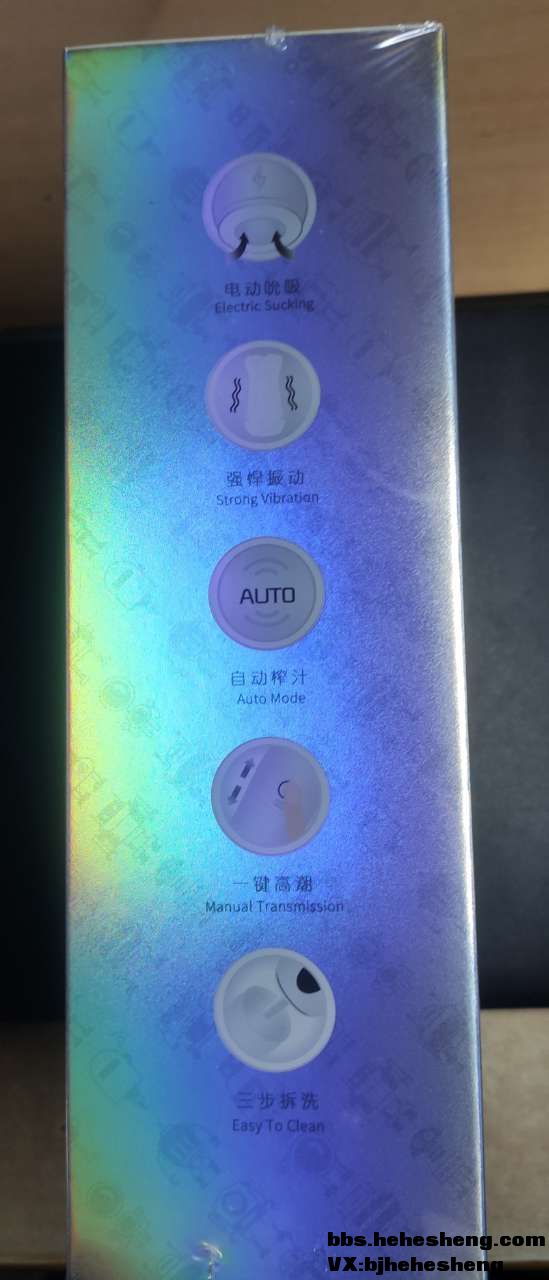 电动吮吸
Electric Sucking
强悍振动
Strong Vibration
AUTO
自动榨汁
Auto Mode
一键高潮
Manual Transmission
三步拆洗
Easy To Clean
bbs.hehesheng.com
VX:bjhehesheng